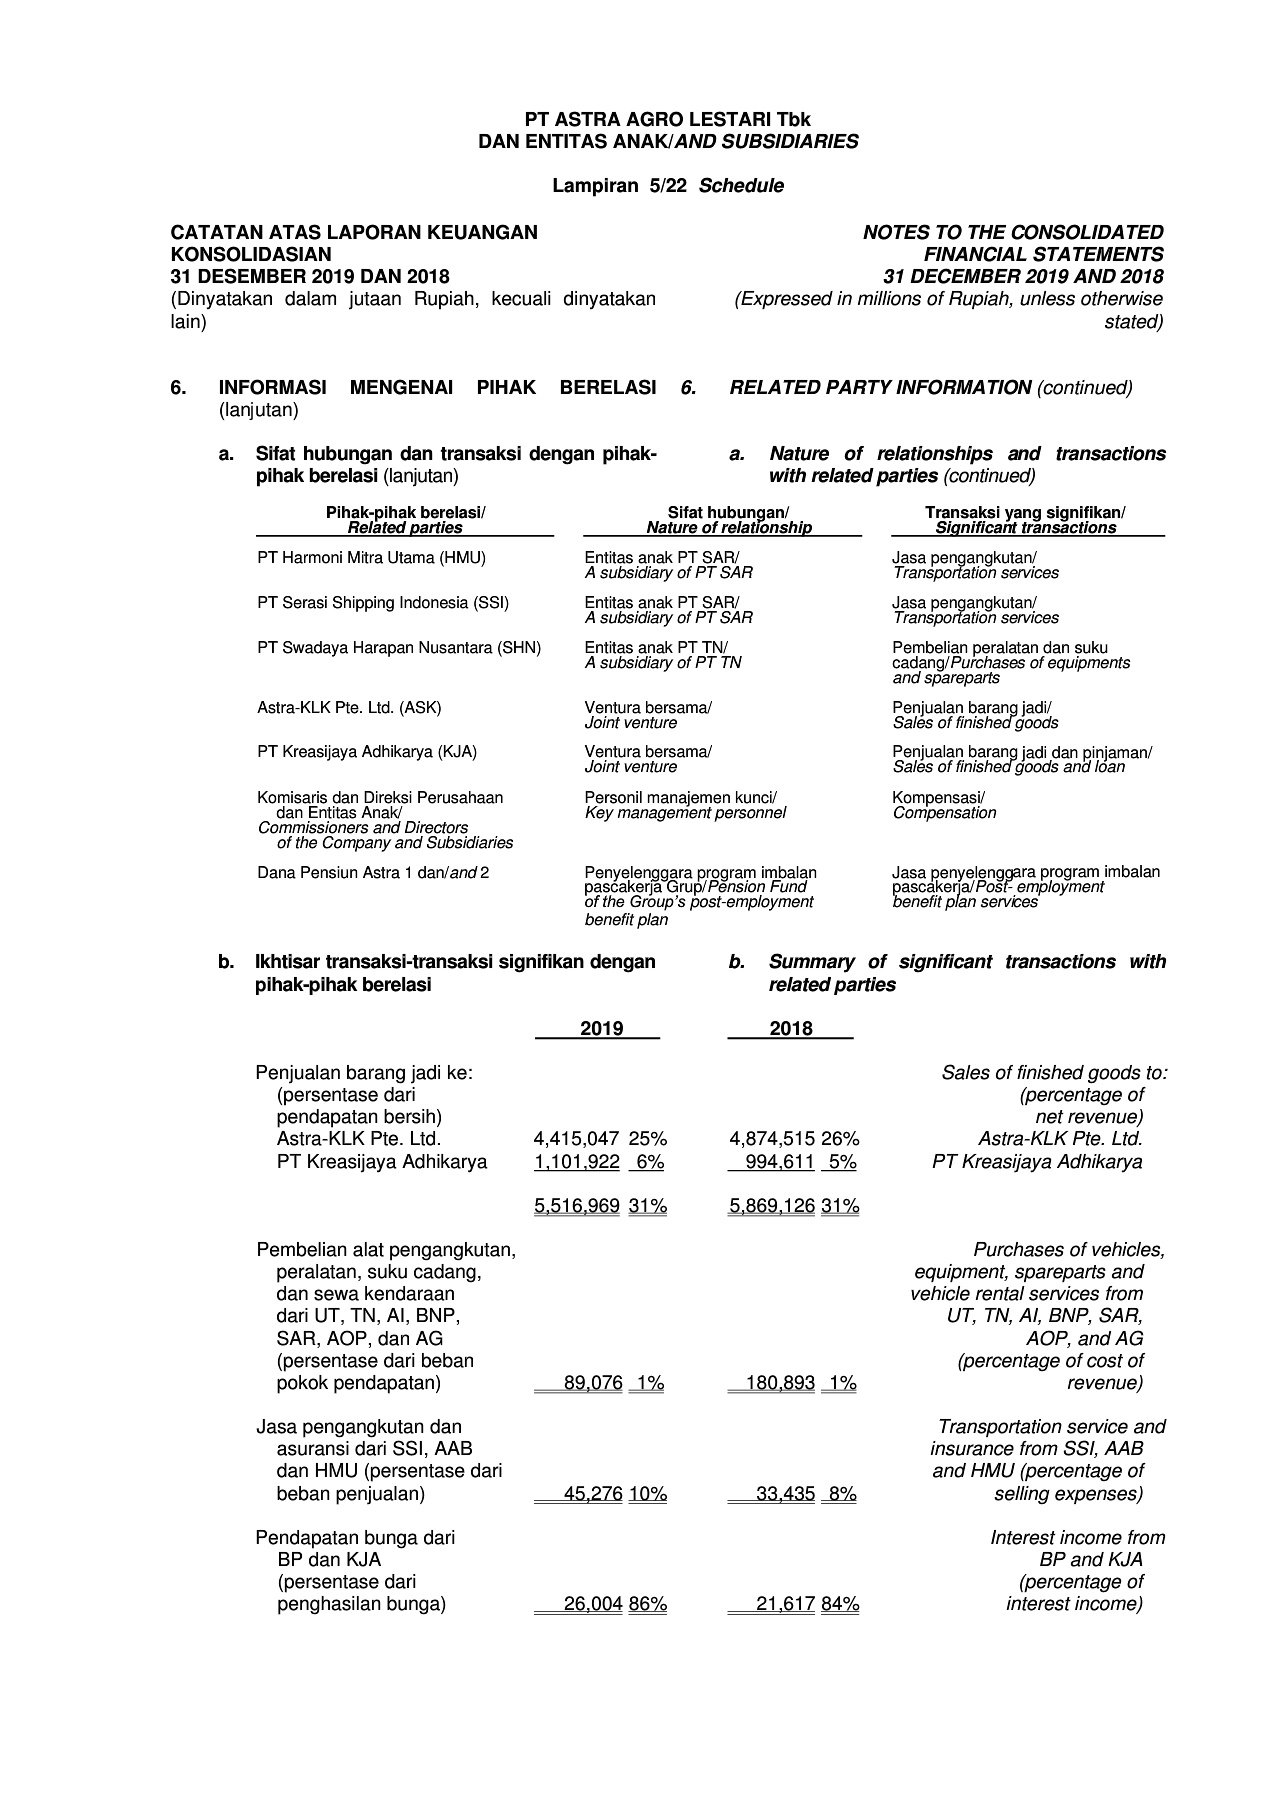 PT ASTRA AGRO LESTARI Tbk
DAN ENTITAS ANAK/AND SUBSIDIARIES
Lampiran 5/22 Schedule
CATATAN ATAS LAPORAN KEUANGAN
KONSOLIDASIAN
31 DESEMBER 2019 DAN 2018
(Dinyatakan dalam jutaan Rupiah, kecuali dinyatakan
lain)
NOTES TO THE CONSOLIDATED
FINANCIAL STATEMENTS
31 DECEMBER 2019 AND 2018
(Expressed in millions of Rupiah, unless otherwise
stated)
6. INFORMASI MENGENAI PIHAK BERELASI
(lanjutan)
6. RELATED PARTY INFORMATION (continued)
a. Sifat hubungan dan transaksi dengan pihak-
pihak berelasi (lanjutan)
a. Nature of relationships and transactions
with related parties (continued)
Pihak-pihak berelasi/
Related parties
Sifat hubungan/
Nature of relationship
Transaksi yang signifikan/
Significant transactions
PT Harmoni Mitra Utama (HMU)
Entitas anak PT SAR/
A subsidiary of PT SAR
Jasa pengangkutan/
Transportation services
PT Serasi Shipping Indonesia (SSI)
Entitas anak PT SAR/
A subsidiary of PT SAR
Jasa pengangkutan/
Transportation services
PT Swadaya Harapan Nusantara (SHN)
Entitas anak PT TN/
A subsidiary of PT TN
Pembelian peralatan dan suku
cadang/Purchases of equipments
and spareparts
Astra-KLK Pte. Ltd. (ASK)
Ventura bersama/
Joint venture
Penjualan barang jadi/
Sales of finished goods
PT Kreasijaya Adhikarya (KJA)
Ventura bersama/
Joint venture
Penjualan barang jadi dan pinjaman/
Sales of finished goods and loan
Komisaris dan Direksi Perusahaan
dan Entitas Anak/
Commissioners and Directors
of the Company and Subsidiaries
Personil manajemen kunci/
Key management personnel
Kompensasi/
Compensation
Dana Pensiun Astra 1 dan/and 2
Penyelenggara program imbalan
pascakerja Grup/Pension Fund
of the Group's post-employment
benefit plan
Jasa penyelenggara program imbalan
pascakerja/Post- employment
benefit plan services
b. Ikhtisar transaksi-transaksi signifikan dengan
pihak-pihak berelasi
b. Summary of significant transactions with
related parties
2019 2018
Penjualan barang jadi ke: Sales of finished goods to:
(persentase dari (percentage of
pendapatan bersih) net revenue)
Astra-KLK Pte. Ltd. 4,415,047 25% 4,874,515 26% Astra-KLK Pte. Ltd.
PT Kreasijaya Adhikarya 1,101,922 6% 994,611 5% PT Kreasijaya Adhikarya
5,516,969 31% 5,869,126 31%
Pembelian alat pengangkutan, Purchases of vehicles,
peralatan, suku cadang, equipment, spareparts and
dan sewa kendaraan vehicle rental services from
dari UT, TN, AI, BNP, UT, TN, AI, BNP, SAR,
SAR, AOP, dan AG AOP, and AG
(persentase dari beban (percentage of cost of
pokok pendapatan) 89,076 1% 180,893 1% revenue)
Jasa pengangkutan dan Transportation service and
asuransi dari SSI, AAB insurance from SSI, AAB
dan HMU (persentase dari and HMU (percentage of
beban penjualan) 45,276 10% 33,435 8% selling expenses)
Pendapatan bunga dari Interest income from
BP dan KJA BP and KJA
(persentase dari (percentage of
penghasilan bunga) 26,004 86% 21,617 84% interest income)